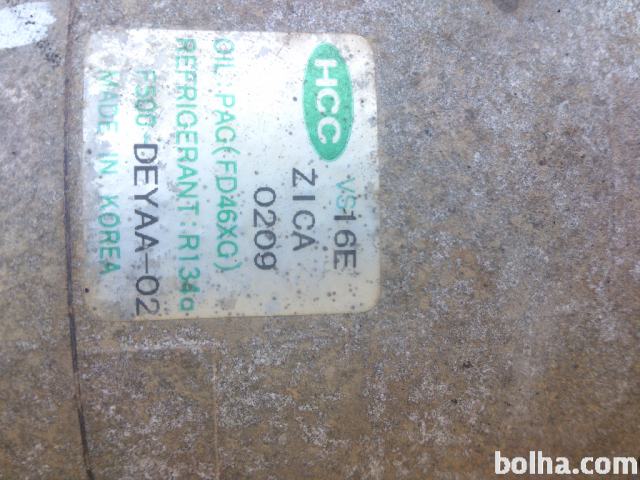 HCC
VS16E
ZICA
0209
OIL PAG(FD46XG)
REFRIGERANT:R134a
F500-DEYAA-02
MADE IN KOREA
bolha.com®